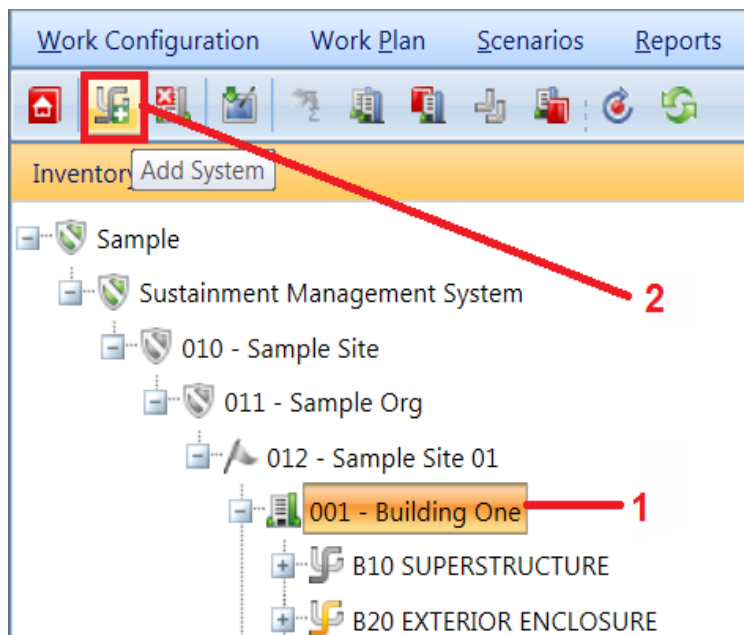 Work Configuration Work Plan Scenarios Reports
Inventory Add System
Sample
Sustainment Management System
2
010 - Sample Site
011 - Sample Org
012 - Sample Site 01
001 - Building One 1
B10 SUPERSTRUCTURE
B20 EXTERIOR ENCLOSURE